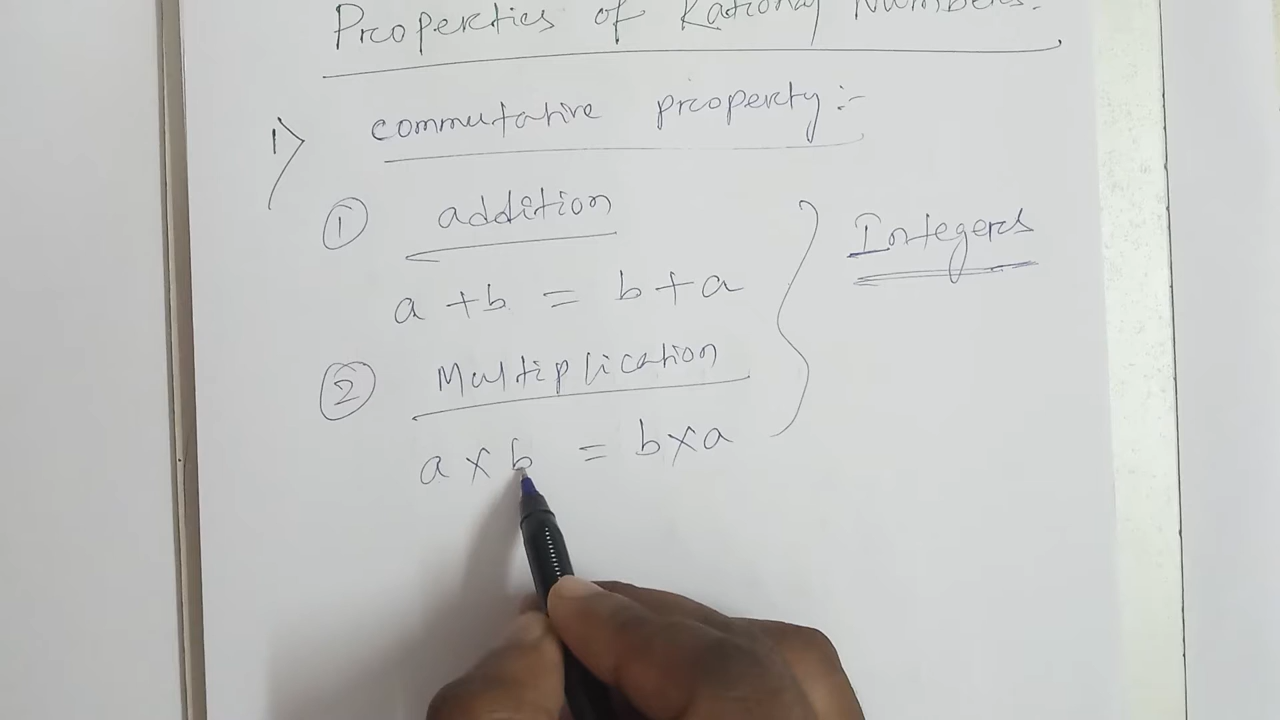 Properties of Rational Numbers.
1) commutative property :-
① addition
a + b = b + a
Integers
② Multiplication
a × b = b × a